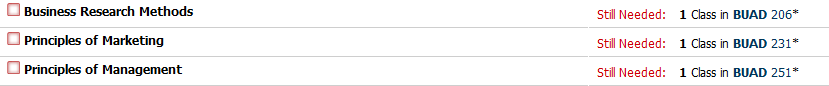 Business Research Methods Still Needed: 1 Class in BUAD 206*
Principles of Marketing Still Needed: 1 Class in BUAD 231*
Principles of Management Still Needed: 1 Class in BUAD 251*